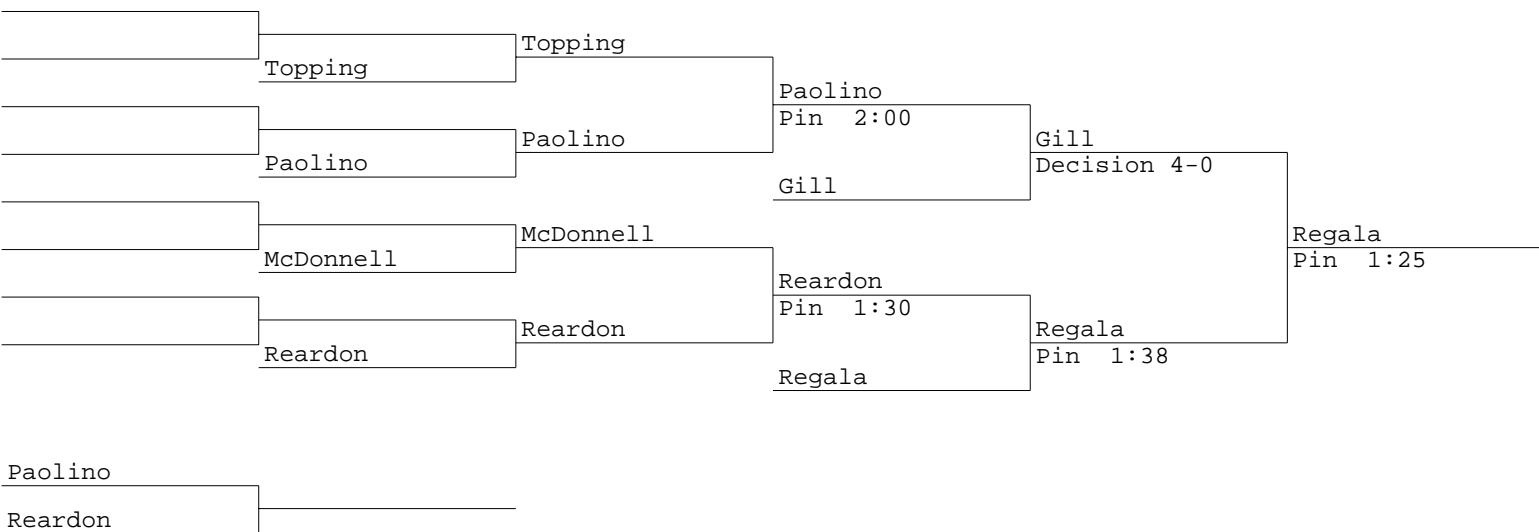 Topping
Topping
Paolino
Pin 2:00
Paolino
Gill
Paolino
Decision 4-0
Gill
McDonnell
Regala
McDonnell
Pin 1:25
Reardon
Pin 1:30
Reardon
Regala
Reardon
Pin 1:38
Regala
Paolino
Reardon